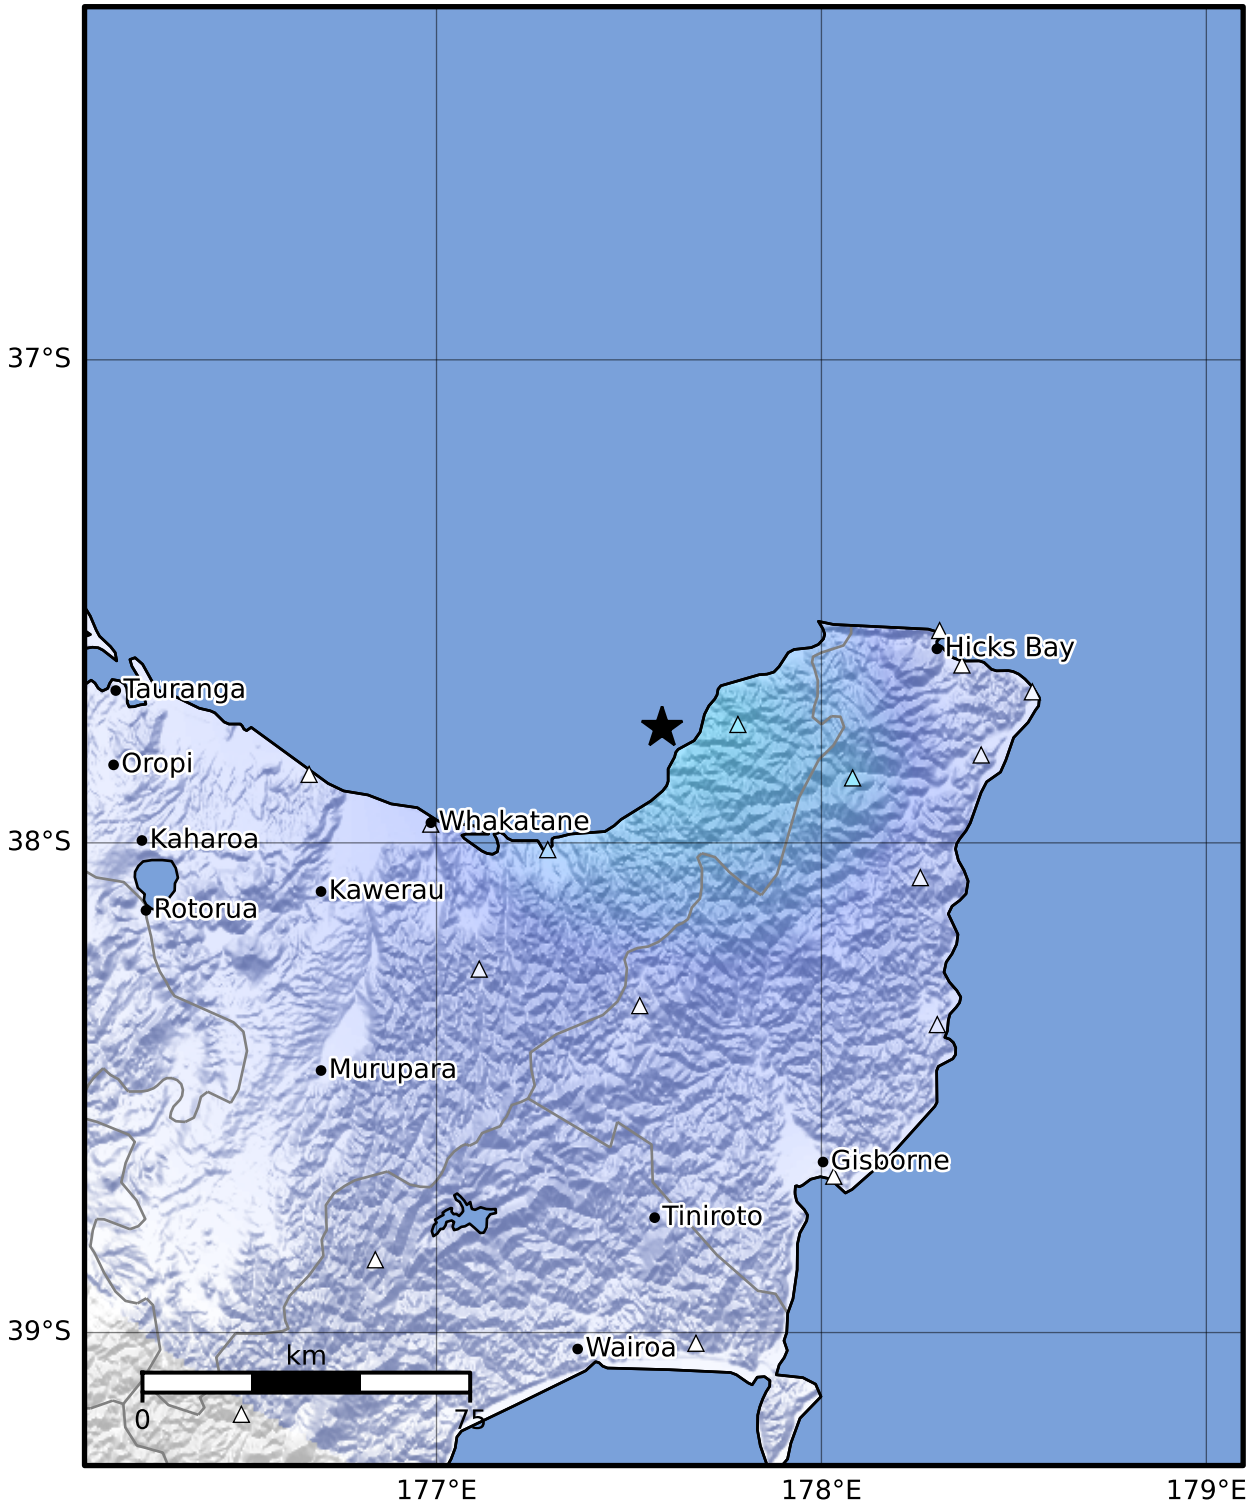 37°S
Hicks Bay
Tauranga
Oropi
Whakatane
38°S
Kaharoa
Kawerau
Rotorua
Murupara
Gisborne
Tiniroto
39°S
Wairoa
km
0
75
177°E
178°E
179°E